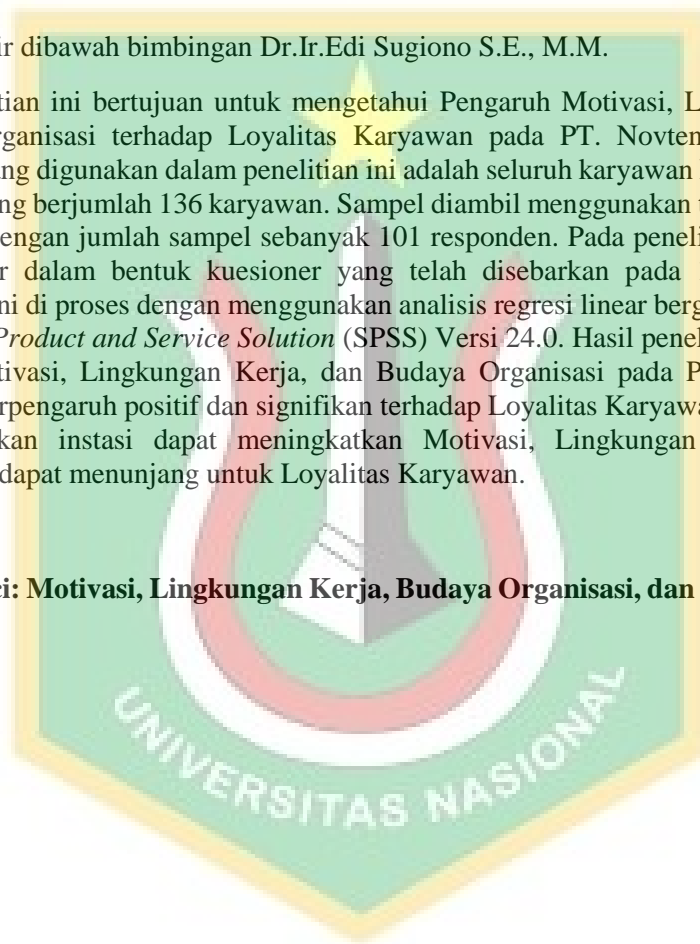 ir dibawah bimbingan Dr.Ir.Edi Sugiono S.E., M.M.
tian ini bertujuan untuk mengetahui Pengaruh Motivasi, L
rganisasi terhadap Loyalitas Karyawan pada PT. Novten
ng digunakan dalam penelitian ini adalah seluruh karyawan
ng berjumlah 136 karyawan. Sampel diambil menggunakan
engan jumlah sampel sebanyak 101 responden. Pada peneli
r dalam bentuk kuesioner yang telah disebarkan pada
ni di proses dengan menggunakan analisis regresi linear berg
Product and Service Solution (SPSS) Versi 24.0. Hasil penel
tivasi, Lingkungan Kerja, dan Budaya Organisasi pada P
rpengaruh positif dan signifikan terhadap Loyalitas Karyawa
kan instasi dapat meningkatkan Motivasi, Lingkungan
dapat menunjang untuk Loyalitas Karyawan.
ci: Motivasi, Lingkungan Kerja, Budaya Organisasi, dan
UNIVERSITAS NASIONAL